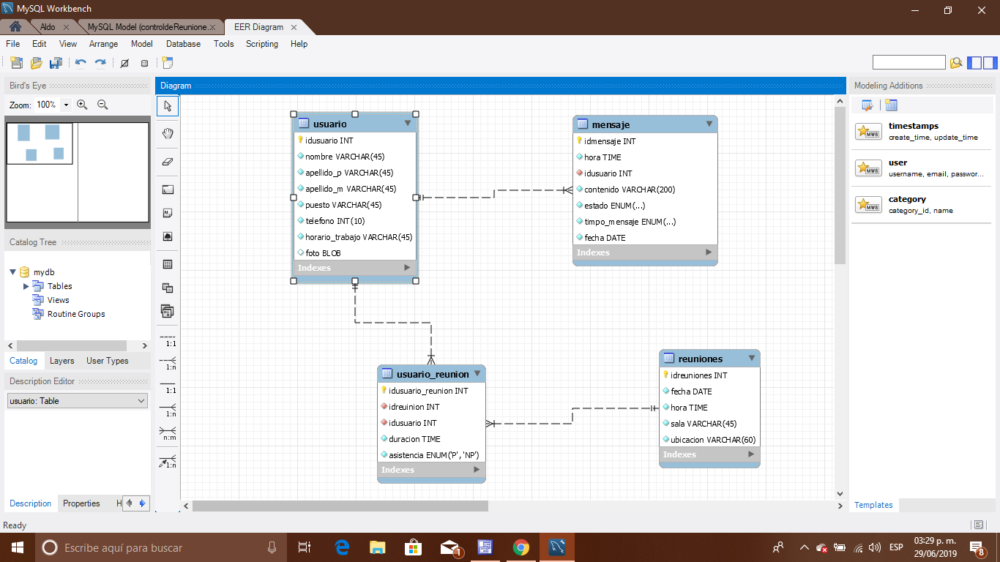 MySQL Workbench
Aldo
MySQL Model (controldeReunione...
EER Diagram
File Edit View Arrange Model Database Tools Scripting Help
Bird's Eye
Zoom: 100%
Catalog Tree
mydb
Tables
Views
Routine Groups
Catalog Layers User Types
Description Editor
usuario: Table
Description Properties H
Ready
Diagram
1:1
1:n
1:1
1:n
n:m
1:n
usuario
idusuario INT
nombre VARCHAR(45)
apellido_p VARCHAR(45)
apellido_m VARCHAR(45)
puesto VARCHAR(45)
telefono INT(10)
horario_trabajo VARCHAR(45)
foto BLOB
Indexes
mensaje
idmensaje INT
hora TIME
idusuario INT
contenido VARCHAR(200)
estado ENUM(...)
timpo_mensaje ENUM(...)
fecha DATE
Indexes
usuario_reunion
idusuario_reunion INT
idreuinion INT
idusuario INT
duracion TIME
asistencia ENUM('P','NP')
Indexes
reuniones
idreuniones INT
fecha DATE
hora TIME
sala VARCHAR(45)
ubicacion VARCHAR(60)
Indexes
Modeling Additions
MWB
timestamps
create_time, update_time
MWB
user
username, email, passwor...
MWB
category
category_id, name
Templates
Escribe aquí para buscar
1
ESP
03:29 p. m.
29/06/2019
8